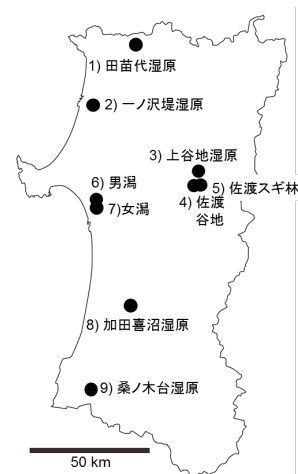 1) 田苗代湿原
2) 一ノ沢堤湿原
3) 上谷地湿原
6) 男潟
5) 佐渡スギ林
7)女潟
4) 佐渡
谷地
8) 加田喜沼湿原
9) 桑ノ木台湿原
50 km